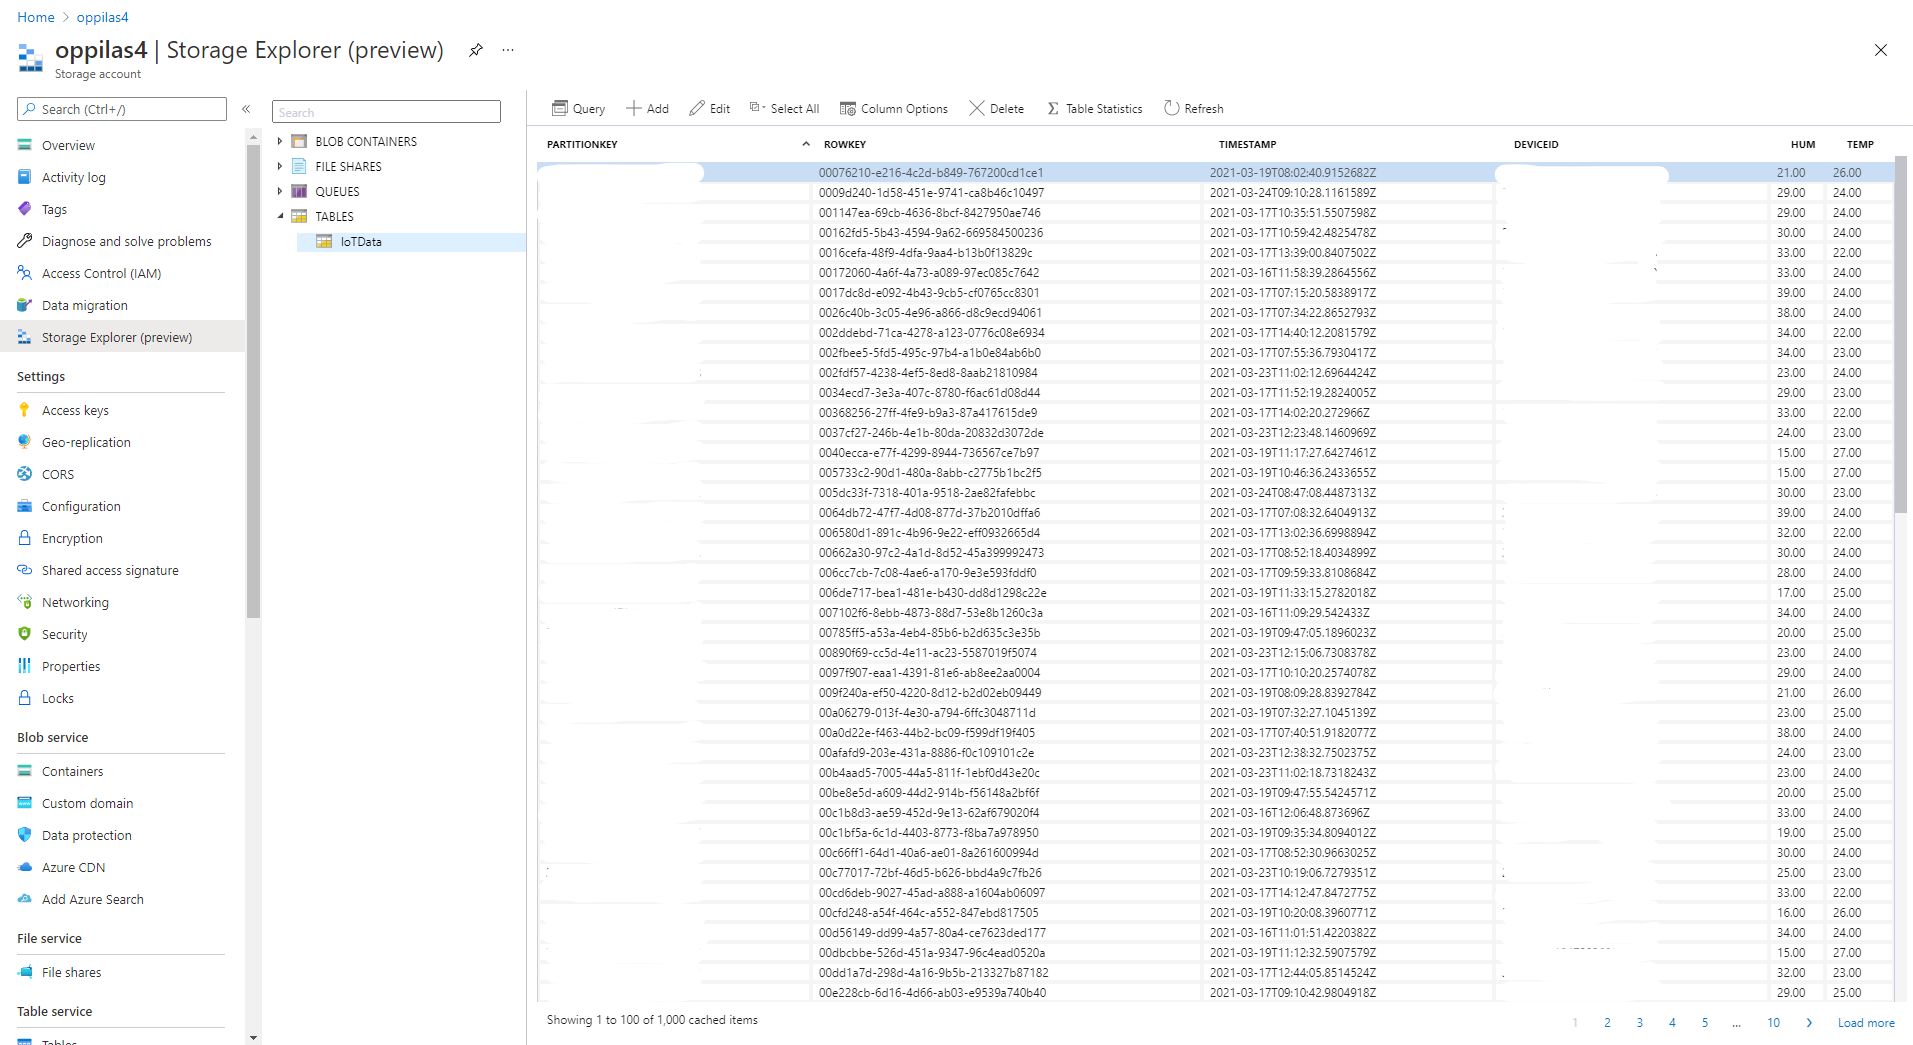 Home > oppilas4
oppilas4 | Storage Explorer (preview)
Storage account
Search (Ctrl+/)
Overview
Activity log
Tags
Diagnose and solve problems
Access Control (IAM)
Data migration
Storage Explorer (preview)
Settings
Access keys
Geo-replication
CORS
Configuration
Encryption
Shared access signature
Networking
Security
Properties
Locks
Blob service
Containers
Custom domain
Data protection
Azure CDN
Add Azure Search
File service
File shares
Table service
Tables
Search
BLOB CONTAINERS
FILE SHARES
QUEUES
TABLES
IoTData
Query Add Edit Select All Column Options Delete Table Statistics Refresh
PARTITIONKEY ROWKEY TIMESTAMP DEVICEID HUM TEMP
00076210-e216-4c2d-b849-767200cd1ce1 2021-03-19T08:02:40.9152682Z 21.00 26.00
0009d240-1d58-451e-9741-ca8b46c10497 2021-03-24T09:10:28.1161589Z 29.00 24.00
001147ea-69cb-4636-8bcf-8427950ae746 2021-03-17T10:35:51.5507598Z 29.00 24.00
00162fd5-5b43-4594-9a62-669584500236 2021-03-17T10:59:42.4825478Z 30.00 24.00
0016cefa-48f9-4dfa-9aa4-b13b0f13829c 2021-03-17T13:39:00.8407502Z 33.00 22.00
00172060-4a6f-4a73-a089-97ec085c7642 2021-03-16T11:58:39.2864556Z 33.00 24.00
0017dc8d-e092-4b43-9cb5-cf0765cc8301 2021-03-17T07:15:20.5838917Z 39.00 24.00
0026c40b-3c05-4e96-a866-d8c9ecd94061 2021-03-17T07:34:22.8652793Z 38.00 24.00
002ddebd-71ca-4278-a123-0776c08e6934 2021-03-17T14:40:12.2081579Z 34.00 22.00
002fbee5-5fd5-495c-97b4-a1b0e84ab6b0 2021-03-17T07:55:36.7930417Z 34.00 23.00
002fdf57-4238-4ef5-8ed8-8aab21810984 2021-03-23T11:02:12.6964424Z 23.00 24.00
0034ecd7-3e3a-407c-8780-f6ac61d08d44 2021-03-17T11:52:19.2824005Z 29.00 23.00
00368256-27ff-4fe9-b9a3-87a417615de9 2021-03-17T14:02:20.272966Z 33.00 22.00
0037cf27-246b-4e1b-80da-20832d3072de 2021-03-23T12:23:48.1460969Z 24.00 23.00
0040ecca-e77f-4299-8944-736567ce7b97 2021-03-19T11:17:27.6427461Z 15.00 27.00
005733c2-90d1-480a-8abb-c2775b1bc2f5 2021-03-19T10:46:36.2433655Z 15.00 27.00
005dc33f-7318-401a-9518-2ae82fafebbc 2021-03-24T08:47:08.4487313Z 30.00 23.00
0064db72-47f7-4d08-877d-37b2010dffa6 2021-03-17T07:08:32.6404913Z 39.00 24.00
006580d1-891c-4b96-9e22-eff0932665d4 2021-03-17T13:02:36.6998894Z 32.00 22.00
00662a30-97c2-4a1d-8d52-45a399992473 2021-03-17T08:52:18.4034899Z 30.00 24.00
006cc7cb-7c08-4ae6-a170-9e3e593fddf0 2021-03-17T09:59:33.8108684Z 28.00 24.00
006de717-bea1-481e-b430-dd8d1298c22e 2021-03-19T11:33:15.2782018Z 17.00 25.00
007102f6-8ebb-4873-88d7-53e8b1260c3a 2021-03-16T11:09:29.542433Z 34.00 24.00
00785ff5-a53a-4eb4-85b6-b2d635c3e35b 2021-03-19T09:47:05.1896023Z 20.00 25.00
00890f69-cc5d-4e11-ac23-5587019f5074 2021-03-23T12:15:06.7308378Z 23.00 24.00
0097f907-eaa1-4391-81e6-ab8ee2aa0004 2021-03-17T10:10:20.2574078Z 29.00 24.00
009f240a-ef50-4220-8d12-b2d02eb09449 2021-03-19T08:09:28.8392784Z 21.00 26.00
00a06279-013f-4e30-a794-6ffc3048711d 2021-03-19T07:32:27.1045139Z 23.00 25.00
00a0d22e-f463-44b2-bc09-f599df19f405 2021-03-17T07:40:51.9182077Z 38.00 24.00
00afafd9-203e-431a-8886-f0c109101c2e 2021-03-23T12:38:32.7502375Z 24.00 23.00
00b4aad5-7005-44a5-811f-1ebf0d43e20c 2021-03-23T11:02:18.7318243Z 23.00 24.00
00be8e5d-a609-44d2-914b-f56148a2bf6f 2021-03-19T09:47:55.5424571Z 20.00 25.00
00c1b8d3-ae59-452d-9e13-62af679020f4 2021-03-16T12:06:48.873696Z 33.00 24.00
00c1bf5a-6c1d-4403-8773-f8ba7a978950 2021-03-19T09:35:34.8094012Z 19.00 25.00
00c66ff1-64d1-40a6-ae01-8a261600994d 2021-03-17T08:52:30.9663025Z 30.00 24.00
00c77017-72bf-46d5-b626-bbd4a9c7fb26 2021-03-23T10:19:06.7279351Z 25.00 23.00
00cd6deb-9027-45ad-a888-a1604ab06097 2021-03-17T14:12:47.8472775Z 33.00 22.00
00cfd248-a54f-464c-a552-847ebd817505 2021-03-19T10:20:08.3960771Z 16.00 26.00
00d56149-dd99-4a57-80a4-ce7623ded177 2021-03-16T11:01:51.4220382Z 34.00 24.00
00dbcbbe-526d-451a-9347-96c4ead0520a 2021-03-19T11:12:32.5907579Z 15.00 27.00
00dd1a7d-298d-4a16-9b5b-213327b87182 2021-03-17T12:44:05.8514524Z 32.00 23.00
00e228cb-6d16-4d66-ab03-e9539a740b40 2021-03-17T09:10:42.9804918Z 29.00 25.00
Showing 1 to 100 of 1,000 cached items
1 2 3 4 5 ... 10 > Load more